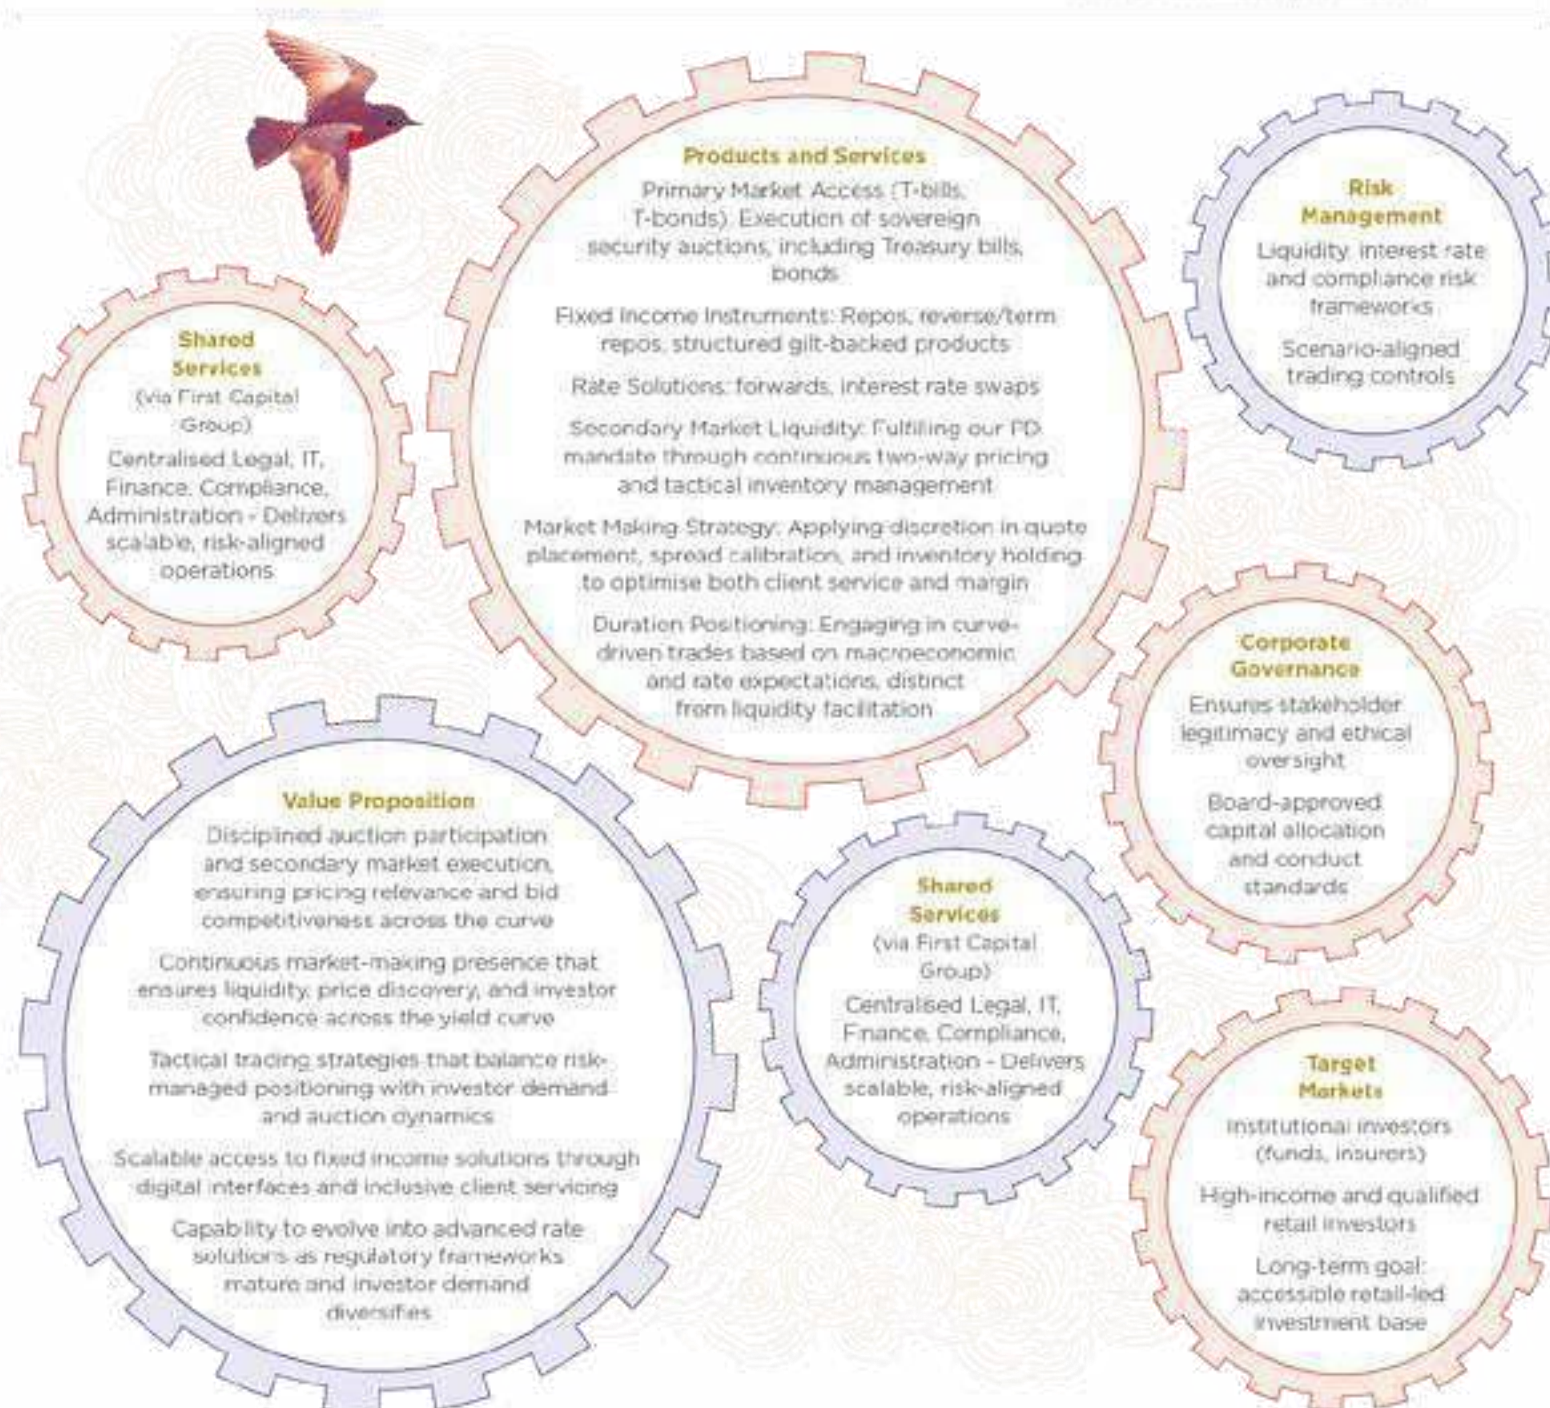 Products and Services
Primary Market Access (T-bills,
T-bonds): Execution of sovereign
security auctions, including Treasury bills,
bonds
Fixed Income Instruments: Repos, reverse/term
repos, structured gilt-backed products
Rate Solutions: forwards, interest rate swaps
Secondary Market Liquidity: Fulfilling our PD
mandate through continuous two-way pricing
and tactical inventory management
Market Making Strategy: Applying discretion in quote
placement, spread calibration, and inventory holding
to optimise both client service and margin
Duration Positioning: Engaging in curve-
driven trades based on macroeconomic
and rate expectations, distinct
from liquidity facilitation
Risk
Management
Liquidity, interest rate
and compliance risk
frameworks
Scenario-aligned
trading controls
Shared
Services
(via First Capital
Group)
Centralised Legal, IT,
Finance, Compliance,
Administration - Delivers
scalable, risk-aligned
operations
Corporate
Governance
Ensures stakeholder
legitimacy and ethical
oversight
Board-approved
capital allocation
and conduct
standards
Value Proposition
Disciplined auction participation
and secondary market execution,
ensuring pricing relevance and bid
competitiveness across the curve
Continuous market-making presence that
ensures liquidity, price discovery, and investor
confidence across the yield curve
Tactical trading strategies that balance risk-
managed positioning with investor demand
and auction dynamics
Scalable access to fixed income solutions through
digital interfaces and inclusive client servicing
Capability to evolve into advanced rate
solutions as regulatory frameworks
mature and investor demand
diversifies
Shared
Services
(via First Capital
Group)
Centralised Legal, IT,
Finance, Compliance,
Administration - Delivers
scalable, risk-aligned
operations
Target
Markets
Institutional investors
(funds, insurers)
High-income and qualified
retail investors
Long-term goal:
accessible retail-led
investment base